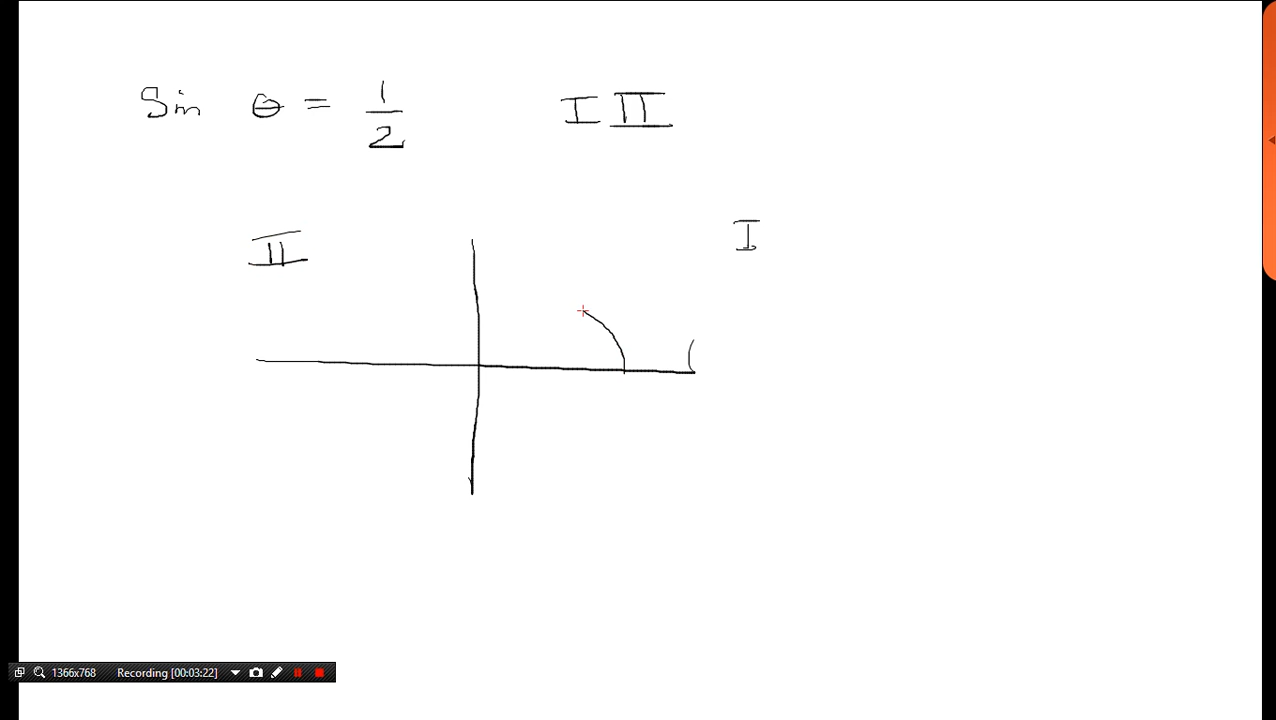 Sin θ = 1/2 I II
II I
1366x768 Recording [00:03:22]